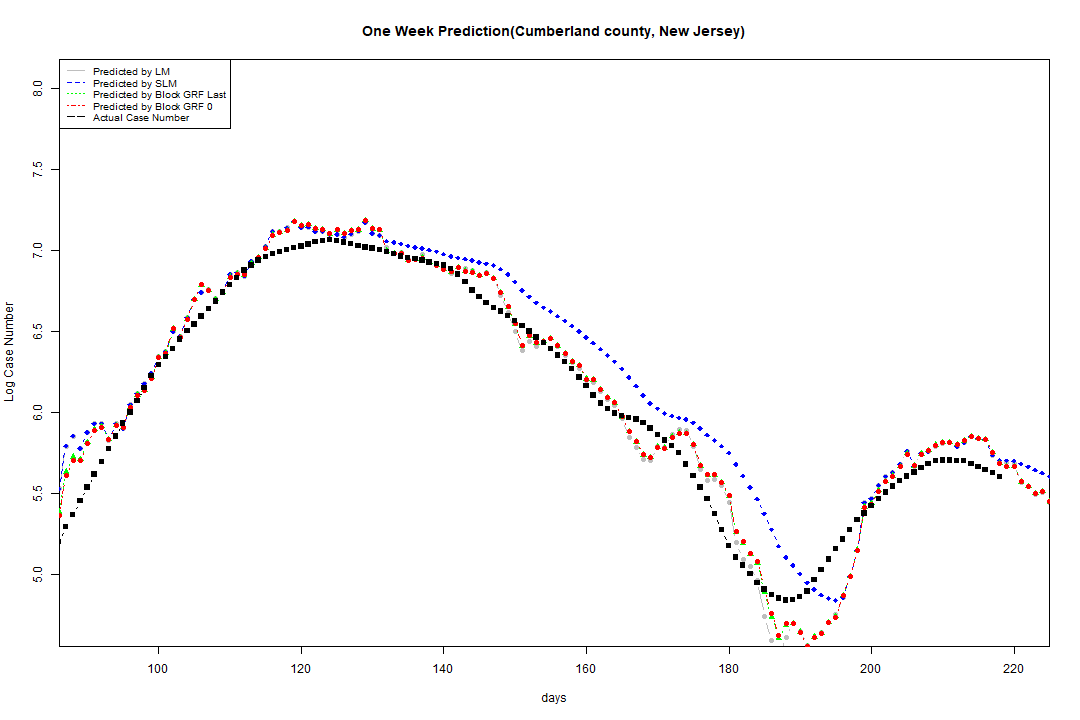 One Week Prediction(Cumberland county, New Jersey)
Predicted by LM
Predicted by SLM
Predicted by Block GRF Last
Predicted by Block GRF 0
Actual Case Number
8.0
7.5
7.0
6.5
6.0
5.5
5.0
Log Case Number
100 120 140 160 180 200 220
days